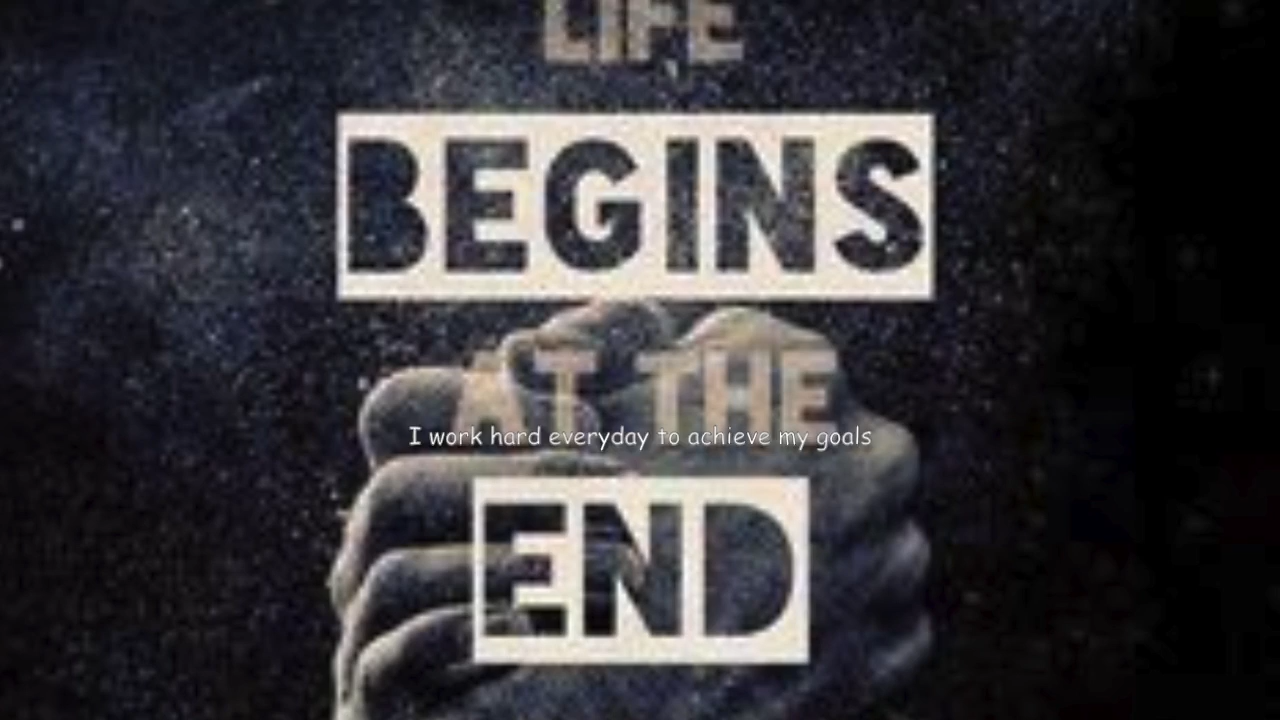 LIFE
BEGINS
AT THE
I work hard everyday to achieve my goals
END